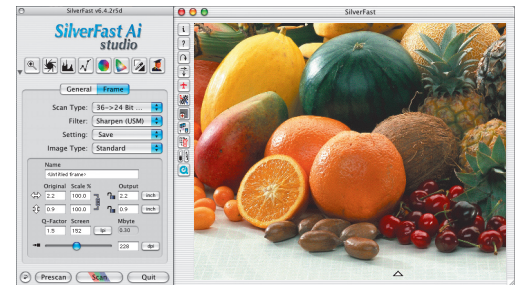 SilverFast v6.4.2r5d
SilverFast Ai
studio
General Frame
Scan Type: 36->24 Bit ...
Filter: Sharpen (USM)
Setting: Save
Image Type: Standard
Name
<Untitled frame>
Original Scale % Output
2.2 100.0 2.2 inch
0.9 100.0 0.9 inch
Q-Factor Screen Mbyte
1.5 152 lpi 0.30
228 dpi
Prescan Scan Quit
SilverFast
i
?